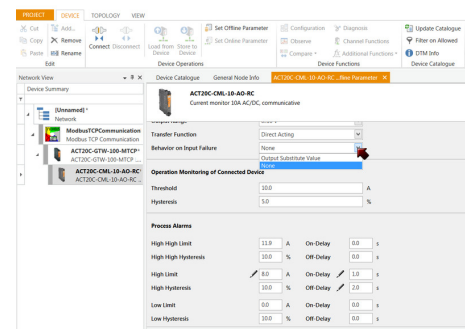 PROJECT DEVICE TOPOLOGY VIEW
Cut Add... Set Offline Parameter Configuration Diagnosis Update Catalogue
Copy Remove Set Online Parameter Observe Channel Functions Filter on Allowed
Paste Rename Connect Disconnect Load from Device Store to Device Compare Additional Functions DTM Info
Edit Device Operations Device Functions Device Catalogue
Network View Device Catalogue General Node Info ACT20C-CML-10-AO-RC ...fline Parameter
Device Summary
ACT20C-CML-10-AO-RC
Current monitor 10A AC/DC, communicative
[Unnamed] *
Network
ModbusTCPCommunication
Modbus TCP Communication
ACT20C-GTW-100-MTCP*
ACT20C-GTW-100-MTCP ...
ACT20C-CML-10-AO-RC*
ACT20C-CML-10-AO-RC ...
Output Range
Transfer Function Direct Acting
Behavior on Input Failure None
Output Substitute Value
None
Operation Monitoring of Connected Device
Threshold 10.0 A
Hysteresis 5.0 %
Process Alarms
High High Limit 11.9 A On-Delay 0.0 s
High High Hysteresis 10.0 % Off-Delay 0.0 s
High Limit 8.0 A On-Delay 1.0 s
High Hysteresis 10.0 % Off-Delay 2.0 s
Low Limit 0.0 A On-Delay 0.0 s
Low Hysteresis 10.0 % Off-Delay 0.0 s